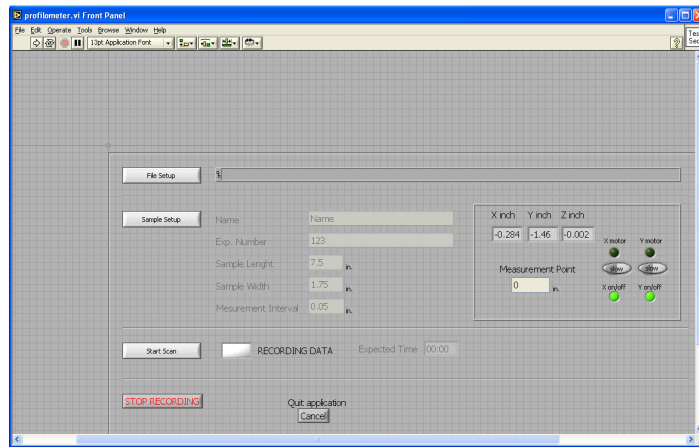 profilometer.vi Front Panel
File Edit Operate Tools Browse Window Help
13pt Application Font
?
Tes
Sec
File Setup
Sample Setup
Name Name
Exp. Number 123
Sample Lenght 7.5 in.
Sample Width 1.75 in.
Mesurement Interval 0.05 in.
X inch Y inch Z inch
-0.284 -1.46 -0.002
X motor Y motor
slow slow
Measurement Point
0 in.
X on/off Y on/off
Start Scan RECORDING DATA Expected Time 00:00
STOP RECORDING
Quit application
Cancel